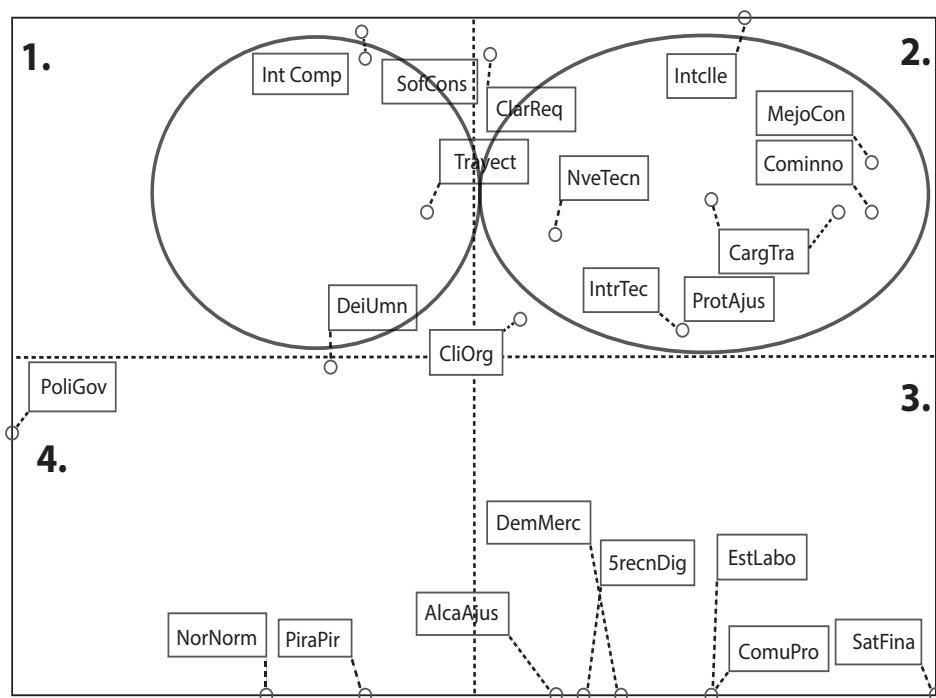 1.
2.
Int Comp
SofCons
Intclle
ClarReq
MejoCon
Trayect
Cominno
NveTecn
CargTra
DeiUmn
IntrTec
ProtAjus
CliOrg
PoliGov
3.
4.
DemMerc
5recnDig
EstLabo
AlcaAjus
NorNorm
PiraPir
ComuPro
SatFina